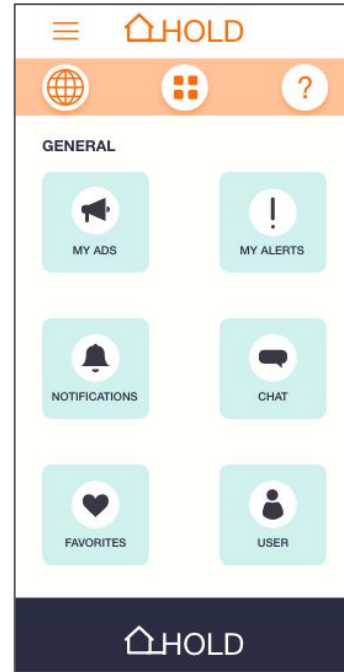 HOLD
?
GENERAL
MY ADS
MY ALERTS
NOTIFICATIONS
CHAT
FAVORITES
USER
HOLD